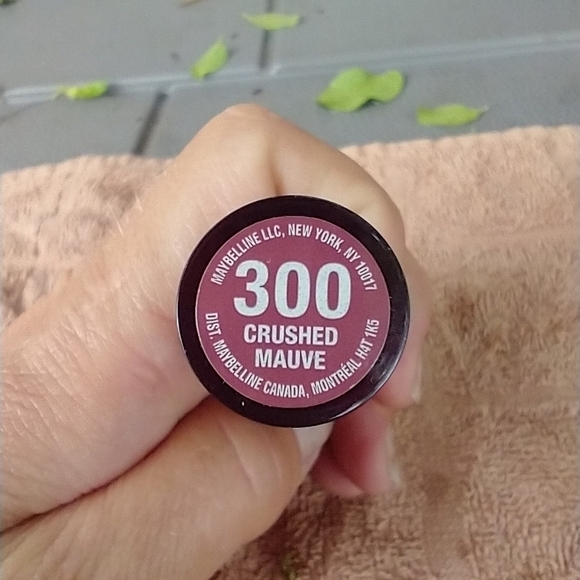 MAYBELLINE LLC, NEW YORK, NY 10017
300
CRUSHED
MAUVE
DIST. MAYBELLINE CANADA, MONTRÉAL H4T 1K5